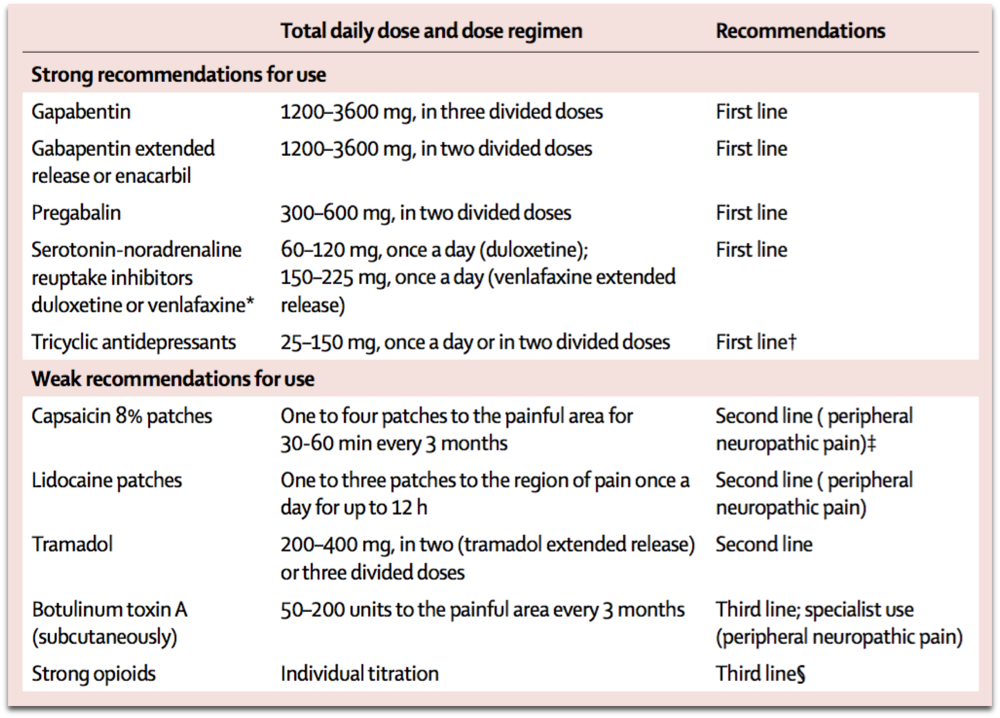 Total daily dose and dose regimen Recommendations
Strong recommendations for use
Gapabentin 1200–3600 mg, in three divided doses First line
Gabapentin extended 1200–3600 mg, in two divided doses First line
release or enacarbil
Pregabalin 300–600 mg, in two divided doses First line
Serotonin-noradrenaline 60–120 mg, once a day (duloxetine); First line
reuptake inhibitors 150–225 mg, once a day (venlafaxine extended
duloxetine or venlafaxine* release)
Tricyclic antidepressants 25–150 mg, once a day or in two divided doses First line†
Weak recommendations for use
Capsaicin 8% patches One to four patches to the painful area for Second line ( peripheral
30-60 min every 3 months neuropathic pain)‡
Lidocaine patches One to three patches to the region of pain once a Second line ( peripheral
day for up to 12 h neuropathic pain)
Tramadol 200–400 mg, in two (tramadol extended release) Second line
or three divided doses
Botulinum toxin A 50–200 units to the painful area every 3 months Third line; specialist use
(subcutaneously) (peripheral neuropathic pain)
Strong opioids Individual titration Third line§